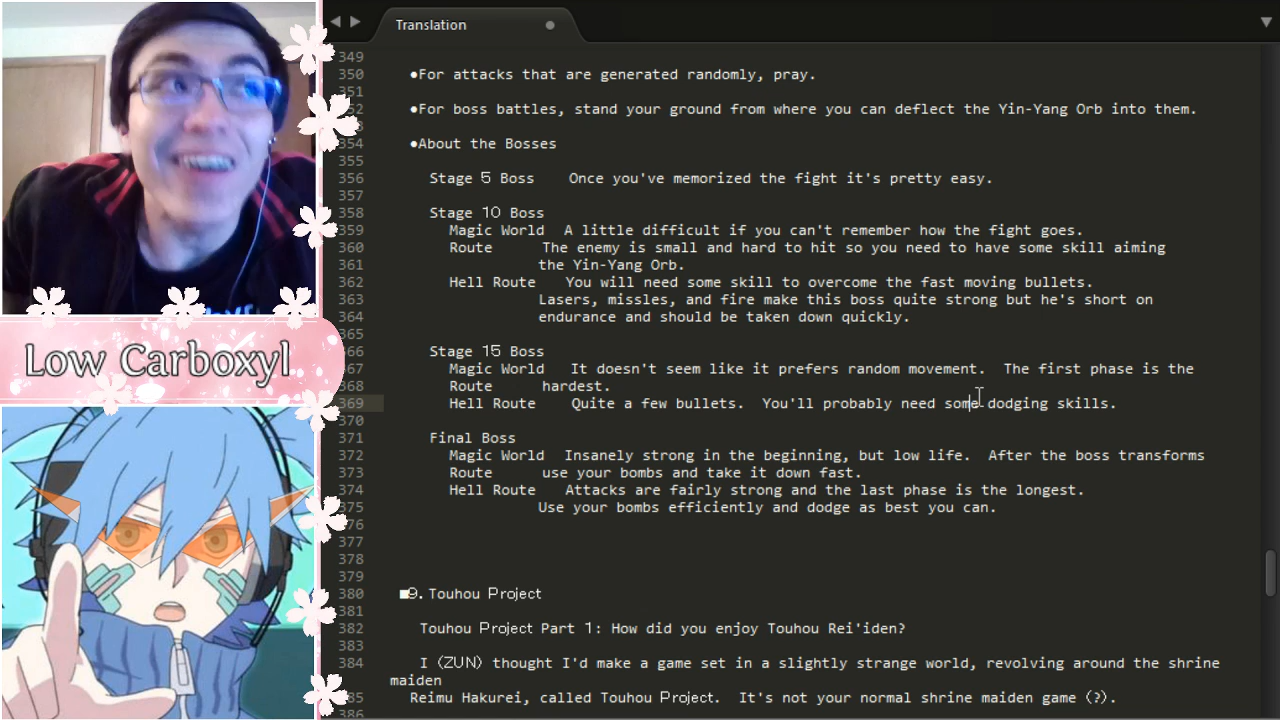 Translation
349
350 ●For attacks that are generated randomly, pray.
351
52 ●For boss battles, stand your ground from where you can deflect the Yin-Yang Orb into them.
354 ●About the Bosses
355
356 Stage 5 Boss Once you've memorized the fight it's pretty easy.
357
358 Stage 10 Boss
359 Magic World A little difficult if you can't remember how the fight goes.
360 Route The enemy is small and hard to hit so you need to have some skill aiming
361 the Yin-Yang Orb.
362 Hell Route You will need some skill to overcome the fast moving bullets.
363 Lasers, missles, and fire make this boss quite strong but he's short on
364 endurance and should be taken down quickly.
365
366 Stage 15 Boss
367 Magic World It doesn't seem like it prefers random movement. The first phase is the
368 Route hardest.
369 Hell Route Quite a few bullets. You'll probably need some dodging skills.
370
371 Final Boss
372 Magic World Insanely strong in the beginning, but low life. After the boss transforms
373 Route use your bombs and take it down fast.
374 Hell Route Attacks are fairly strong and the last phase is the longest.
375 Use your bombs efficiently and dodge as best you can.
376
377
378
379
380 ■9. Touhou Project
381
382 Touhou Project Part 1: How did you enjoy Touhou Rei'iden?
383
384 I (ZUN) thought I'd make a game set in a slightly strange world, revolving around the shrine
maiden
385 Reimu Hakurei, called Touhou Project. It's not your normal shrine maiden game (?).
386
Low Carboxyl